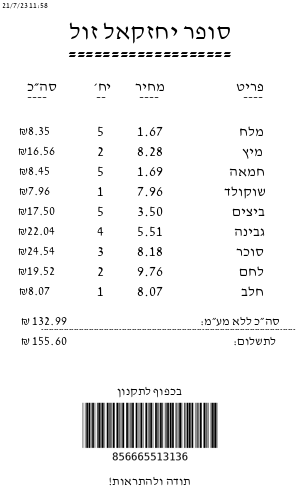 21/7/23 11:58
סופר יחזקאל זול
==================
פריט מחיר יח׳ סה״כ
---- ---- -- ----
מלח 1.67 5 ₪8.35
מיץ 8.28 2 ₪16.56
חמאה 1.69 5 ₪8.45
שוקולד 7.96 1 ₪7.96
ביצים 3.50 5 ₪17.50
גבינה 5.51 4 ₪22.04
סוכר 8.18 3 ₪24.54
לחם 9.76 2 ₪19.52
חלב 8.07 1 ₪8.07
סה״כ ללא מע״מ: ₪ 132.99
לתשלום: ₪ 155.60
בכפוף לתקנון
856665513136
תודה ולהתראות!